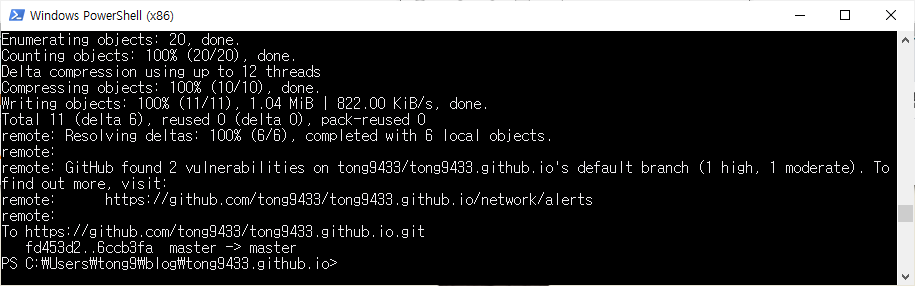 Windows PowerShell (x86)
Enumerating objects: 20, done.
Counting objects: 100% (20/20), done.
Delta compression using up to 12 threads
Compressing objects: 100% (10/10), done.
Writing objects: 100% (11/11), 1.04 MiB | 822.00 KiB/s, done.
Total 11 (delta 6), reused 0 (delta 0), pack-reused 0
remote: Resolving deltas: 100% (6/6), completed with 6 local objects.
remote:
remote: GitHub found 2 vulnerabilities on tong9433/tong9433.github.io's default branch (1 high, 1 moderate). To
find out more, visit:
remote:      https://github.com/tong9433/tong9433.github.io/network/alerts
remote:
To https://github.com/tong9433/tong9433.github.io.git
   fd453d2..6ccb3fa  master -> master
PS C:₩Users₩tong9₩blog₩tong9433.github.io>